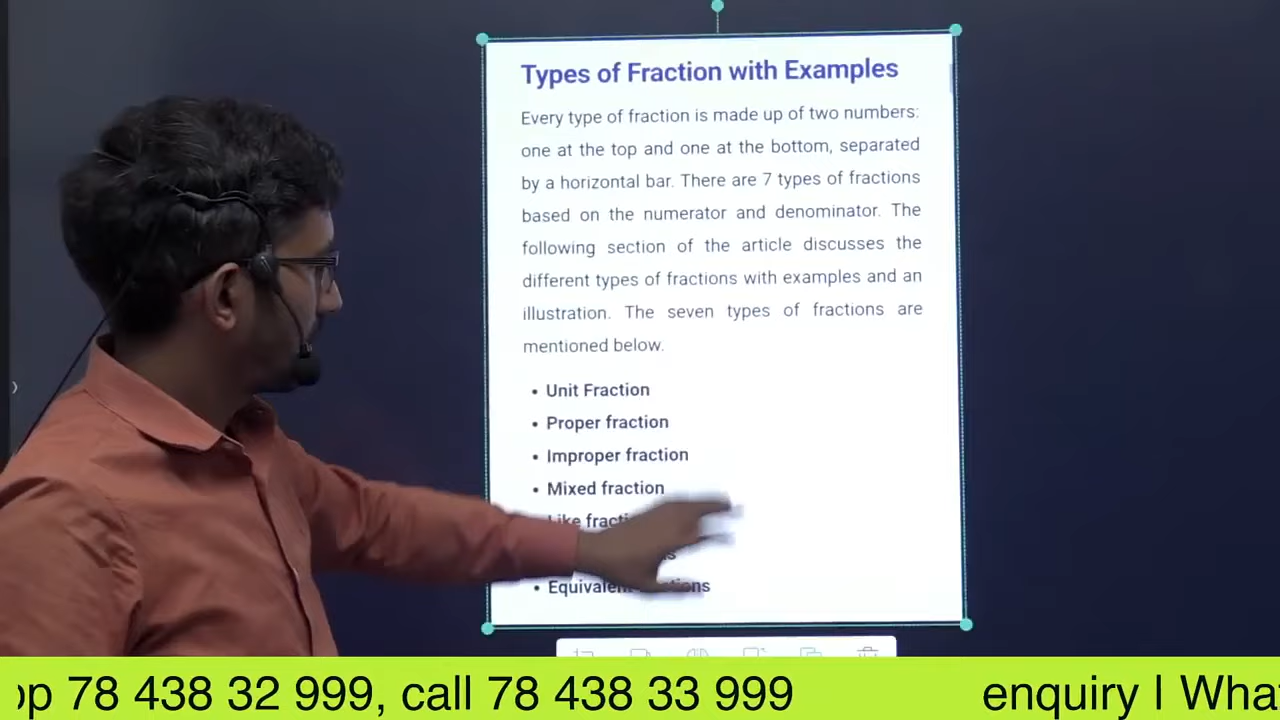 Types of Fraction with Examples
Every type of fraction is made up of two numbers:
one at the top and one at the bottom, separated
by a horizontal bar. There are 7 types of fractions
based on the numerator and denominator. The
following section of the article discusses the
different types of fractions with examples and an
illustration. The seven types of fractions are
mentioned below.
• Unit Fraction
• Proper fraction
• Improper fraction
• Mixed fraction
Like
• Equivalent
78 438 32 999, call 78 438 33 999 enquiry |